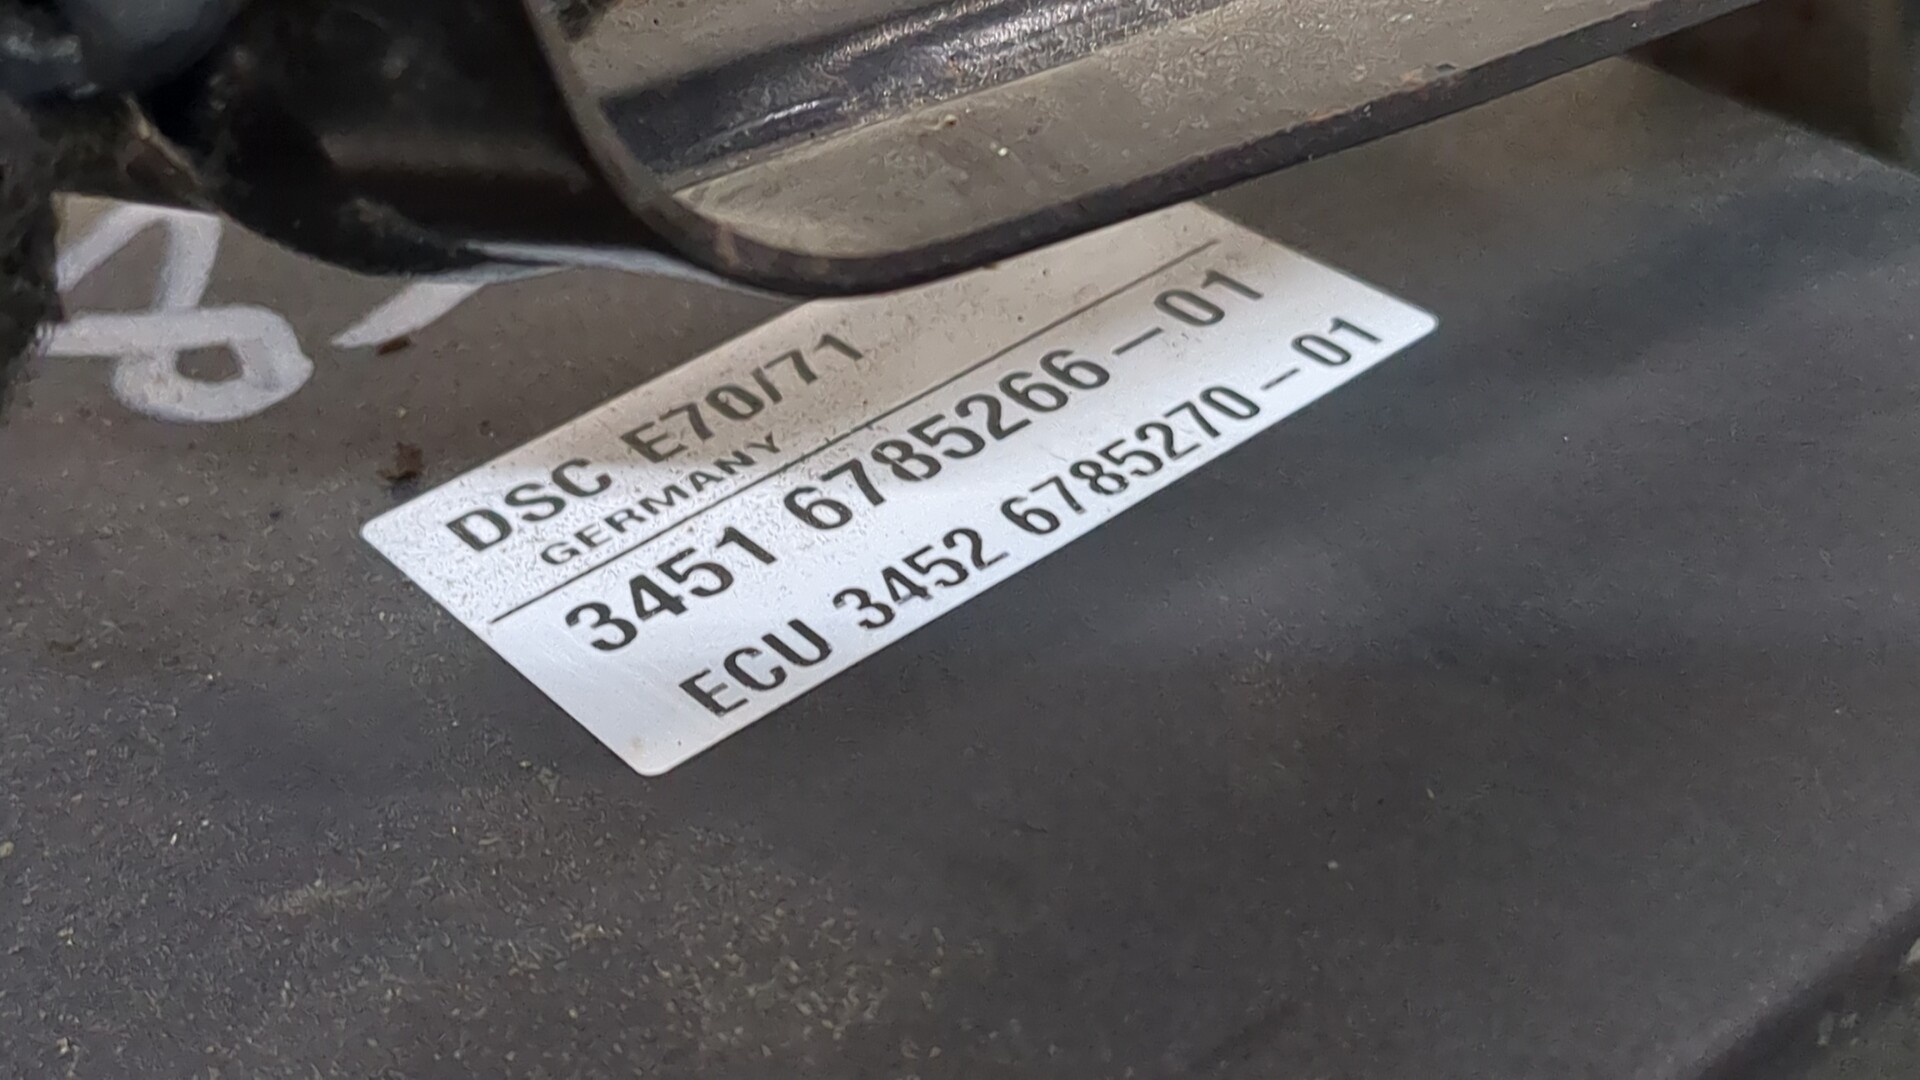 DSC E70/71
GERMANY
3451 6785266-01
ECU 3452 6785270-01